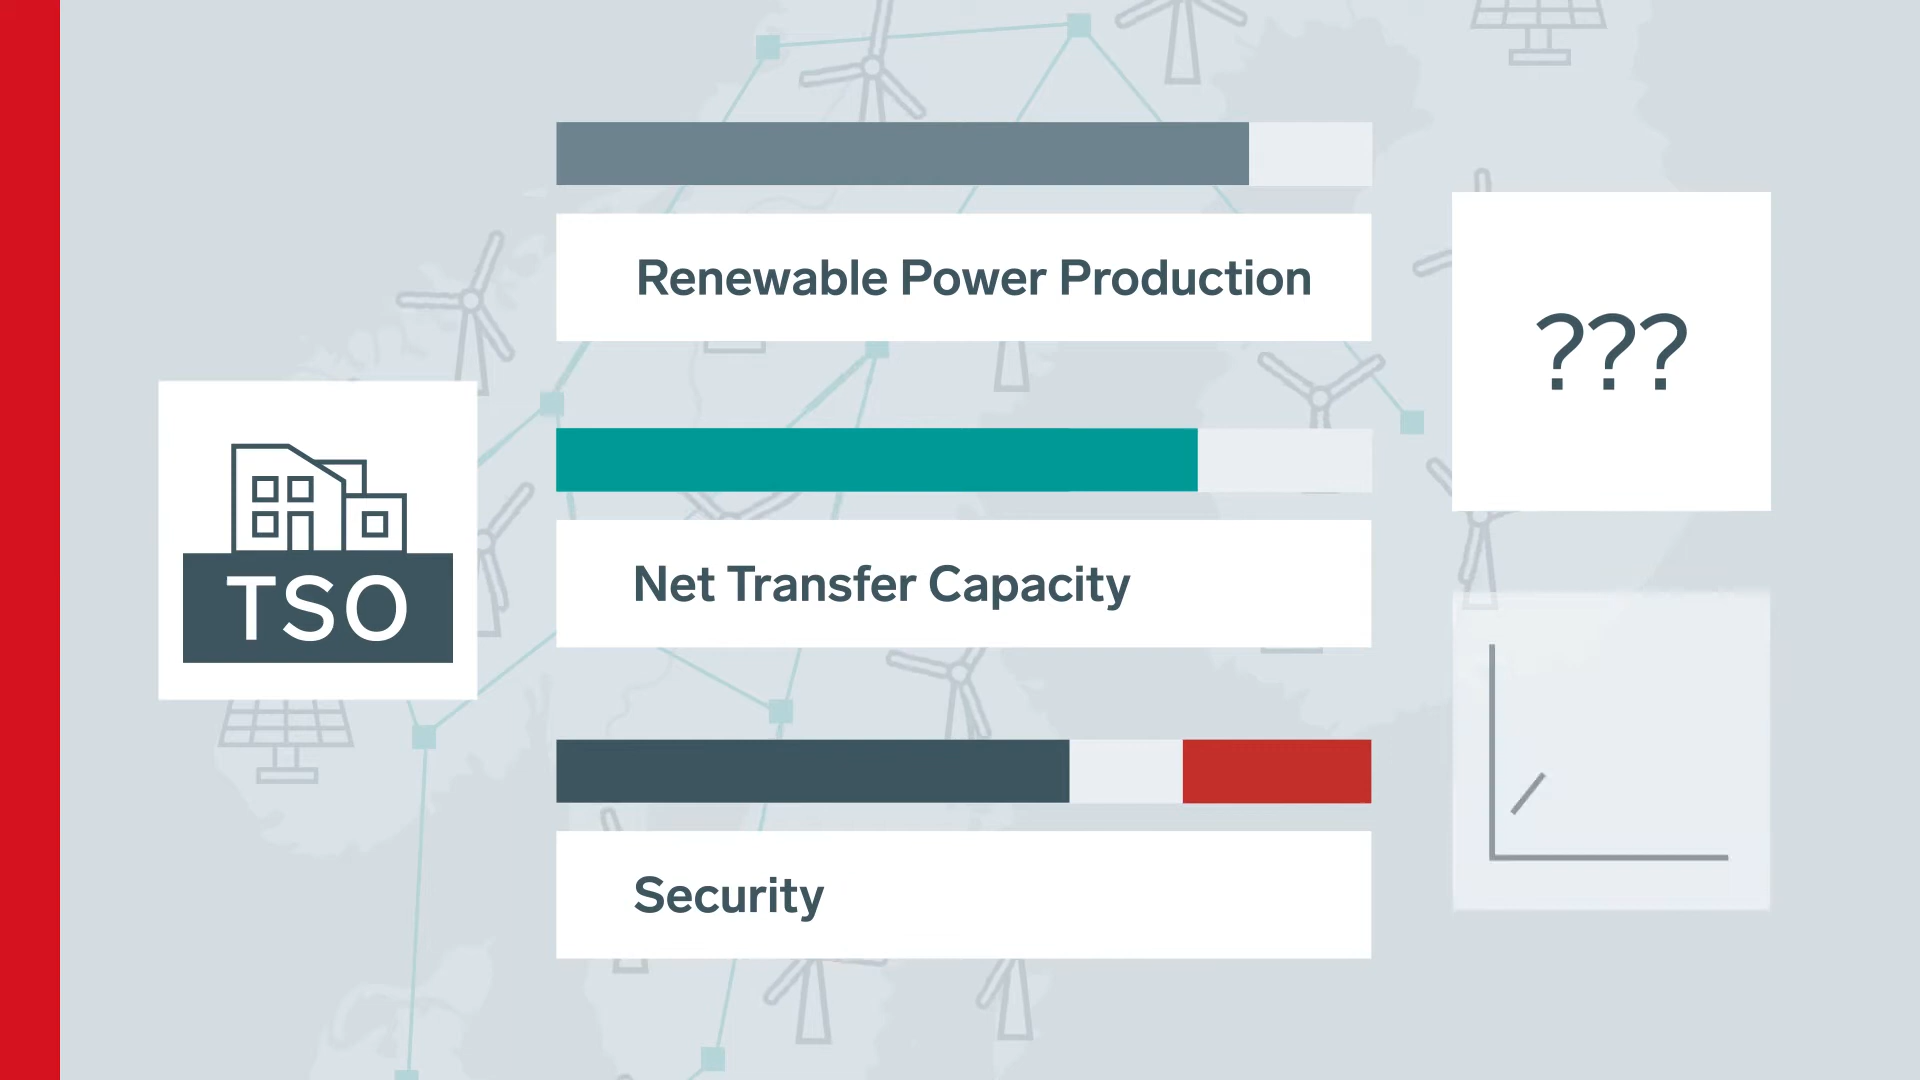 Renewable Power Production
???
TSO
Net Transfer Capacity
Security